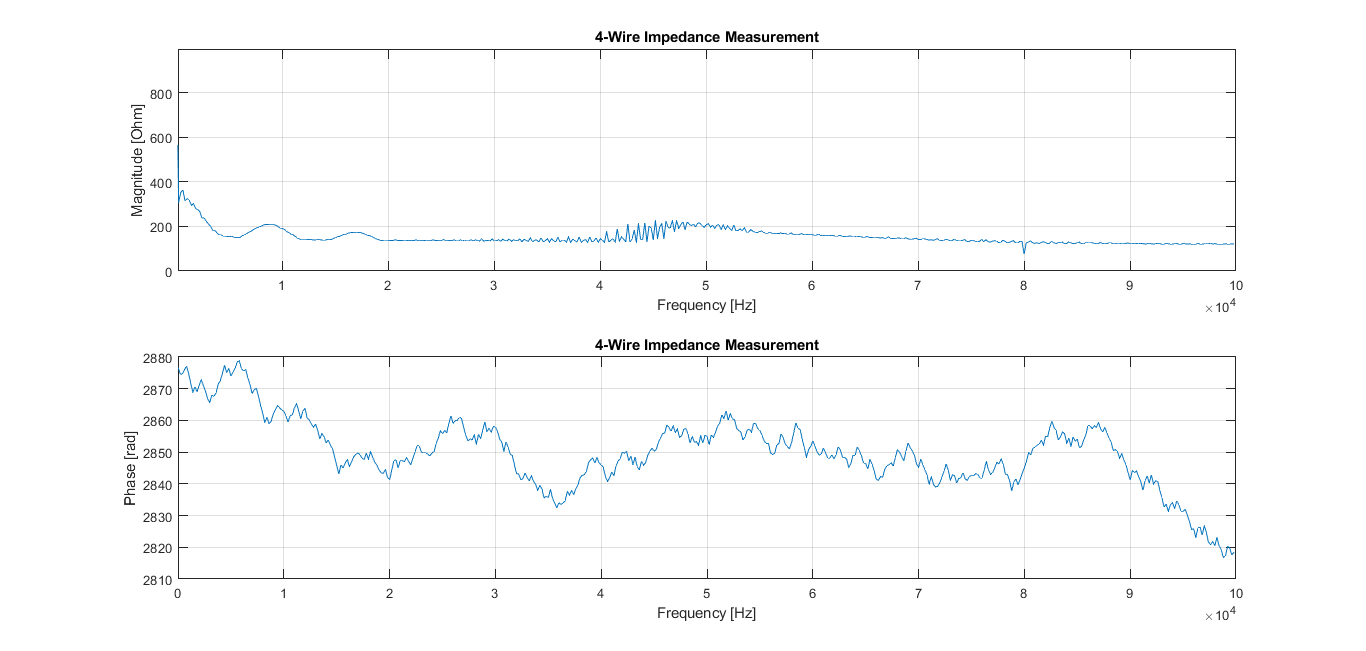 4-Wire Impedance Measurement
800
600
400
200
0
Magnitude [Ohm]
1 2 3 4 5 6 7 8 9 10
×10^4
Frequency [Hz]
4-Wire Impedance Measurement
2880
2870
2860
2850
2840
2830
2820
2810
Phase [rad]
0 1 2 3 4 5 6 7 8 9 10
×10^4
Frequency [Hz]